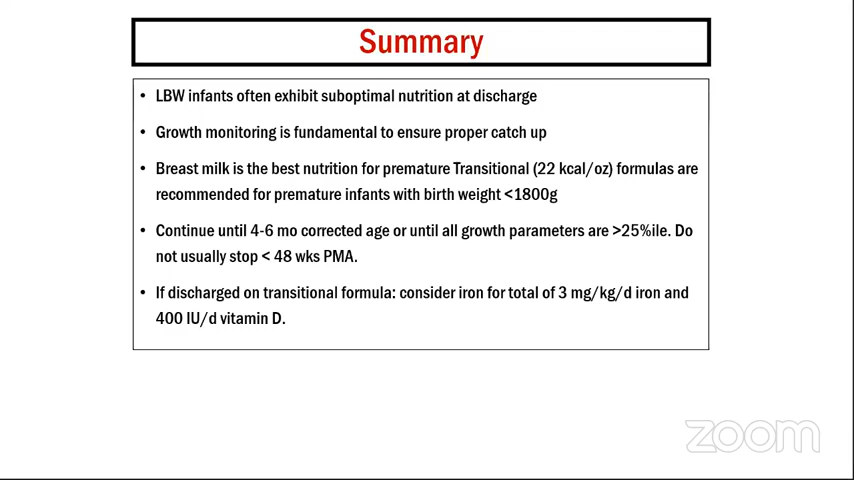 Summary
• LBW infants often exhibit suboptimal nutrition at discharge
• Growth monitoring is fundamental to ensure proper catch up
• Breast milk is the best nutrition for premature Transitional (22 kcal/oz) formulas are
recommended for premature infants with birth weight <1800g
• Continue until 4-6 mo corrected age or until all growth parameters are >25%ile. Do
not usually stop < 48 wks PMA.
• If discharged on transitional formula: consider iron for total of 3 mg/kg/d iron and
400 IU/d vitamin D.
zoom